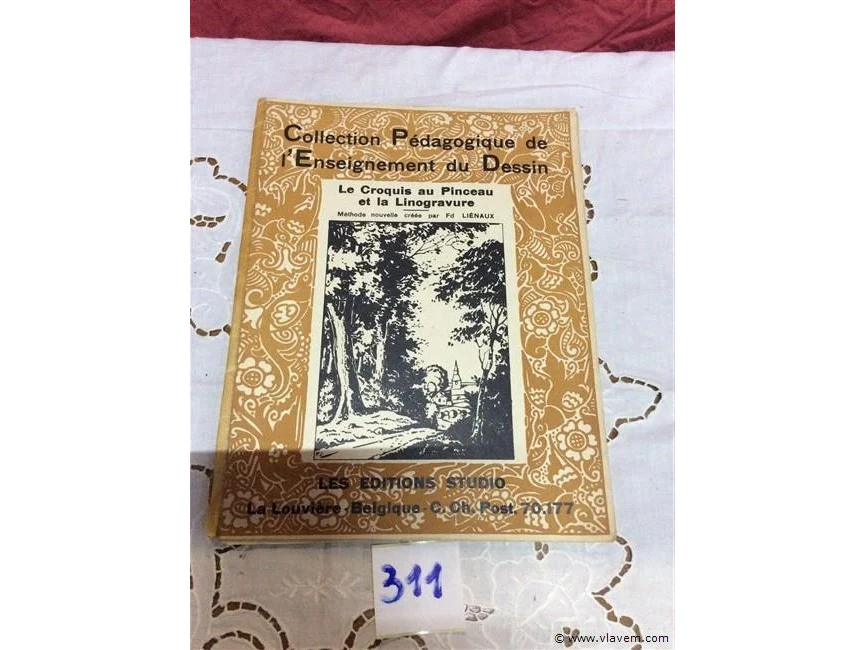 Collection Pédagogique de
l'Enseignement du Dessin
Le Croquis au Pinceau
et la Linogravure
Méthode nouvelle créée par Fd LIÉNAUX
LES EDITIONS STUDIO
La Louvière - Belgique - C. Ch. Post. 70.177
311
© www.vlavem.com